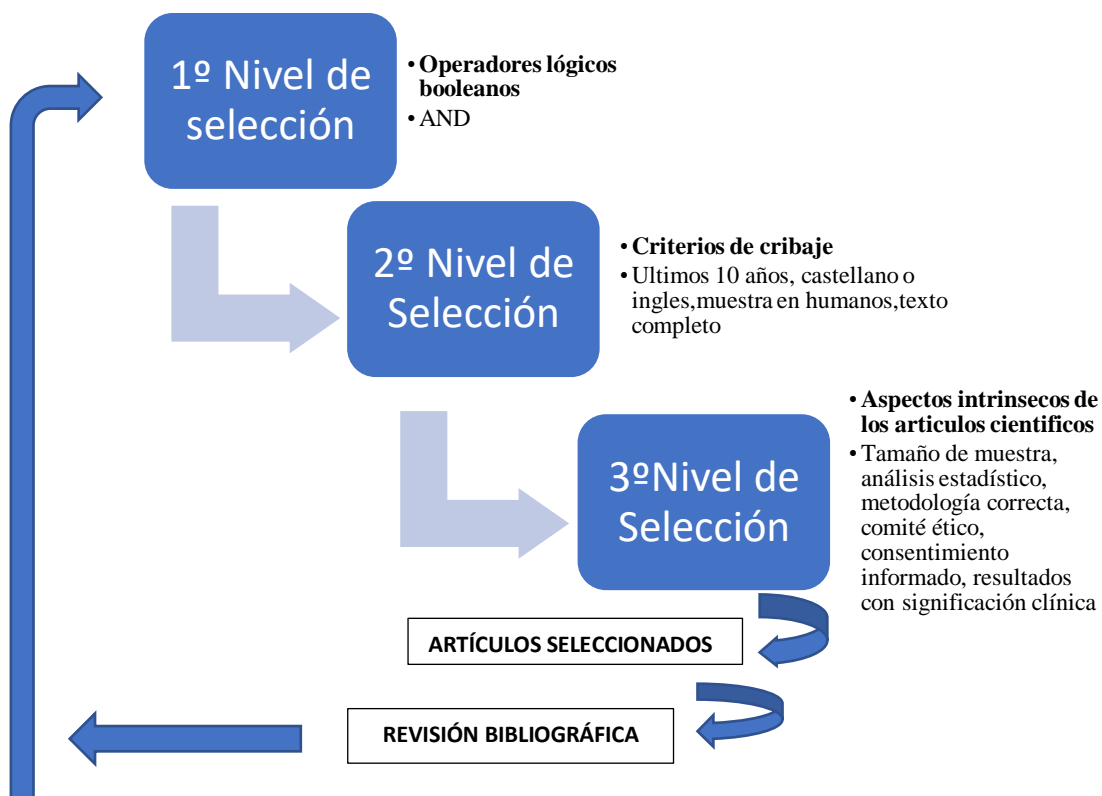 1º Nivel de
selección
• Operadores lógicos
booleanos
• AND
2º Nivel de
Selección
• Criterios de cribaje
• Ultimos 10 años, castellano o
ingles,muestra en humanos,texto
completo
3ºNivel de
Selección
• Aspectos intrinsecos de
los articulos cientificos
• Tamaño de muestra,
análisis estadístico,
metodología correcta,
comité ético,
consentimiento
informado, resultados
con significación clínica
ARTÍCULOS SELECCIONADOS
REVISIÓN BIBLIOGRÁFICA